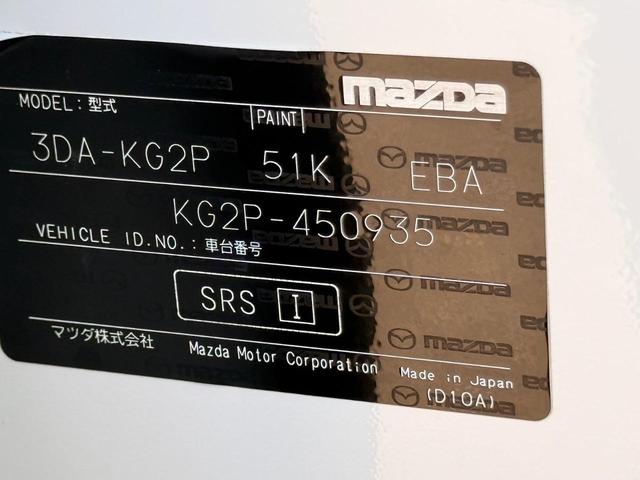 mazda
MODEL:型式 PAINT
3DA-KG2P 51K EBA
KG2P-450935
VEHICLE ID.NO.:車台番号
SRS I
マツダ株式会社 Mazda Motor Corporation Made in Japan
(D10A)